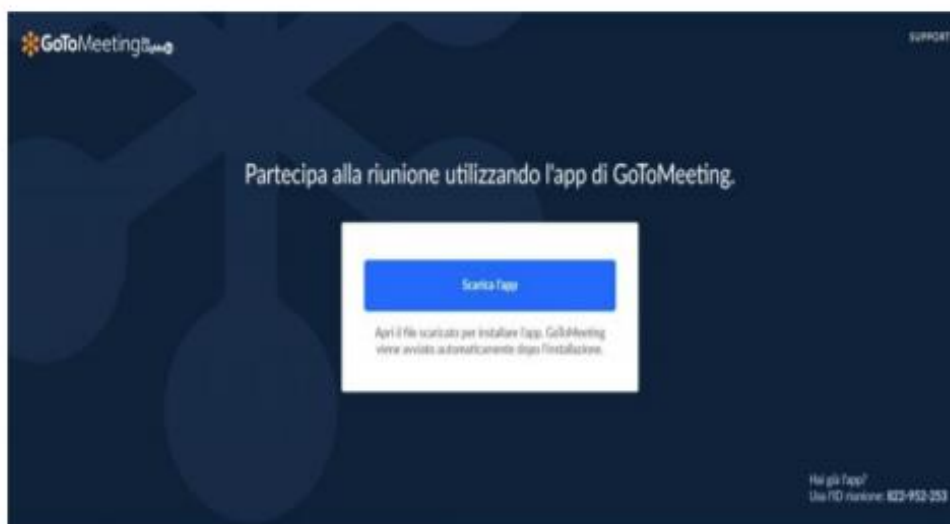 GoToMeeting
SUPPORT
Partecipa alla riunione utilizzando l'app di GoToMeeting.
Scarica l'app
Apri il file scaricato per installare l'app. GoToMeeting
viene avviato automaticamente dopo l'installazione.
Hai già l'app?
Usa l'ID riunione: 822-952-253